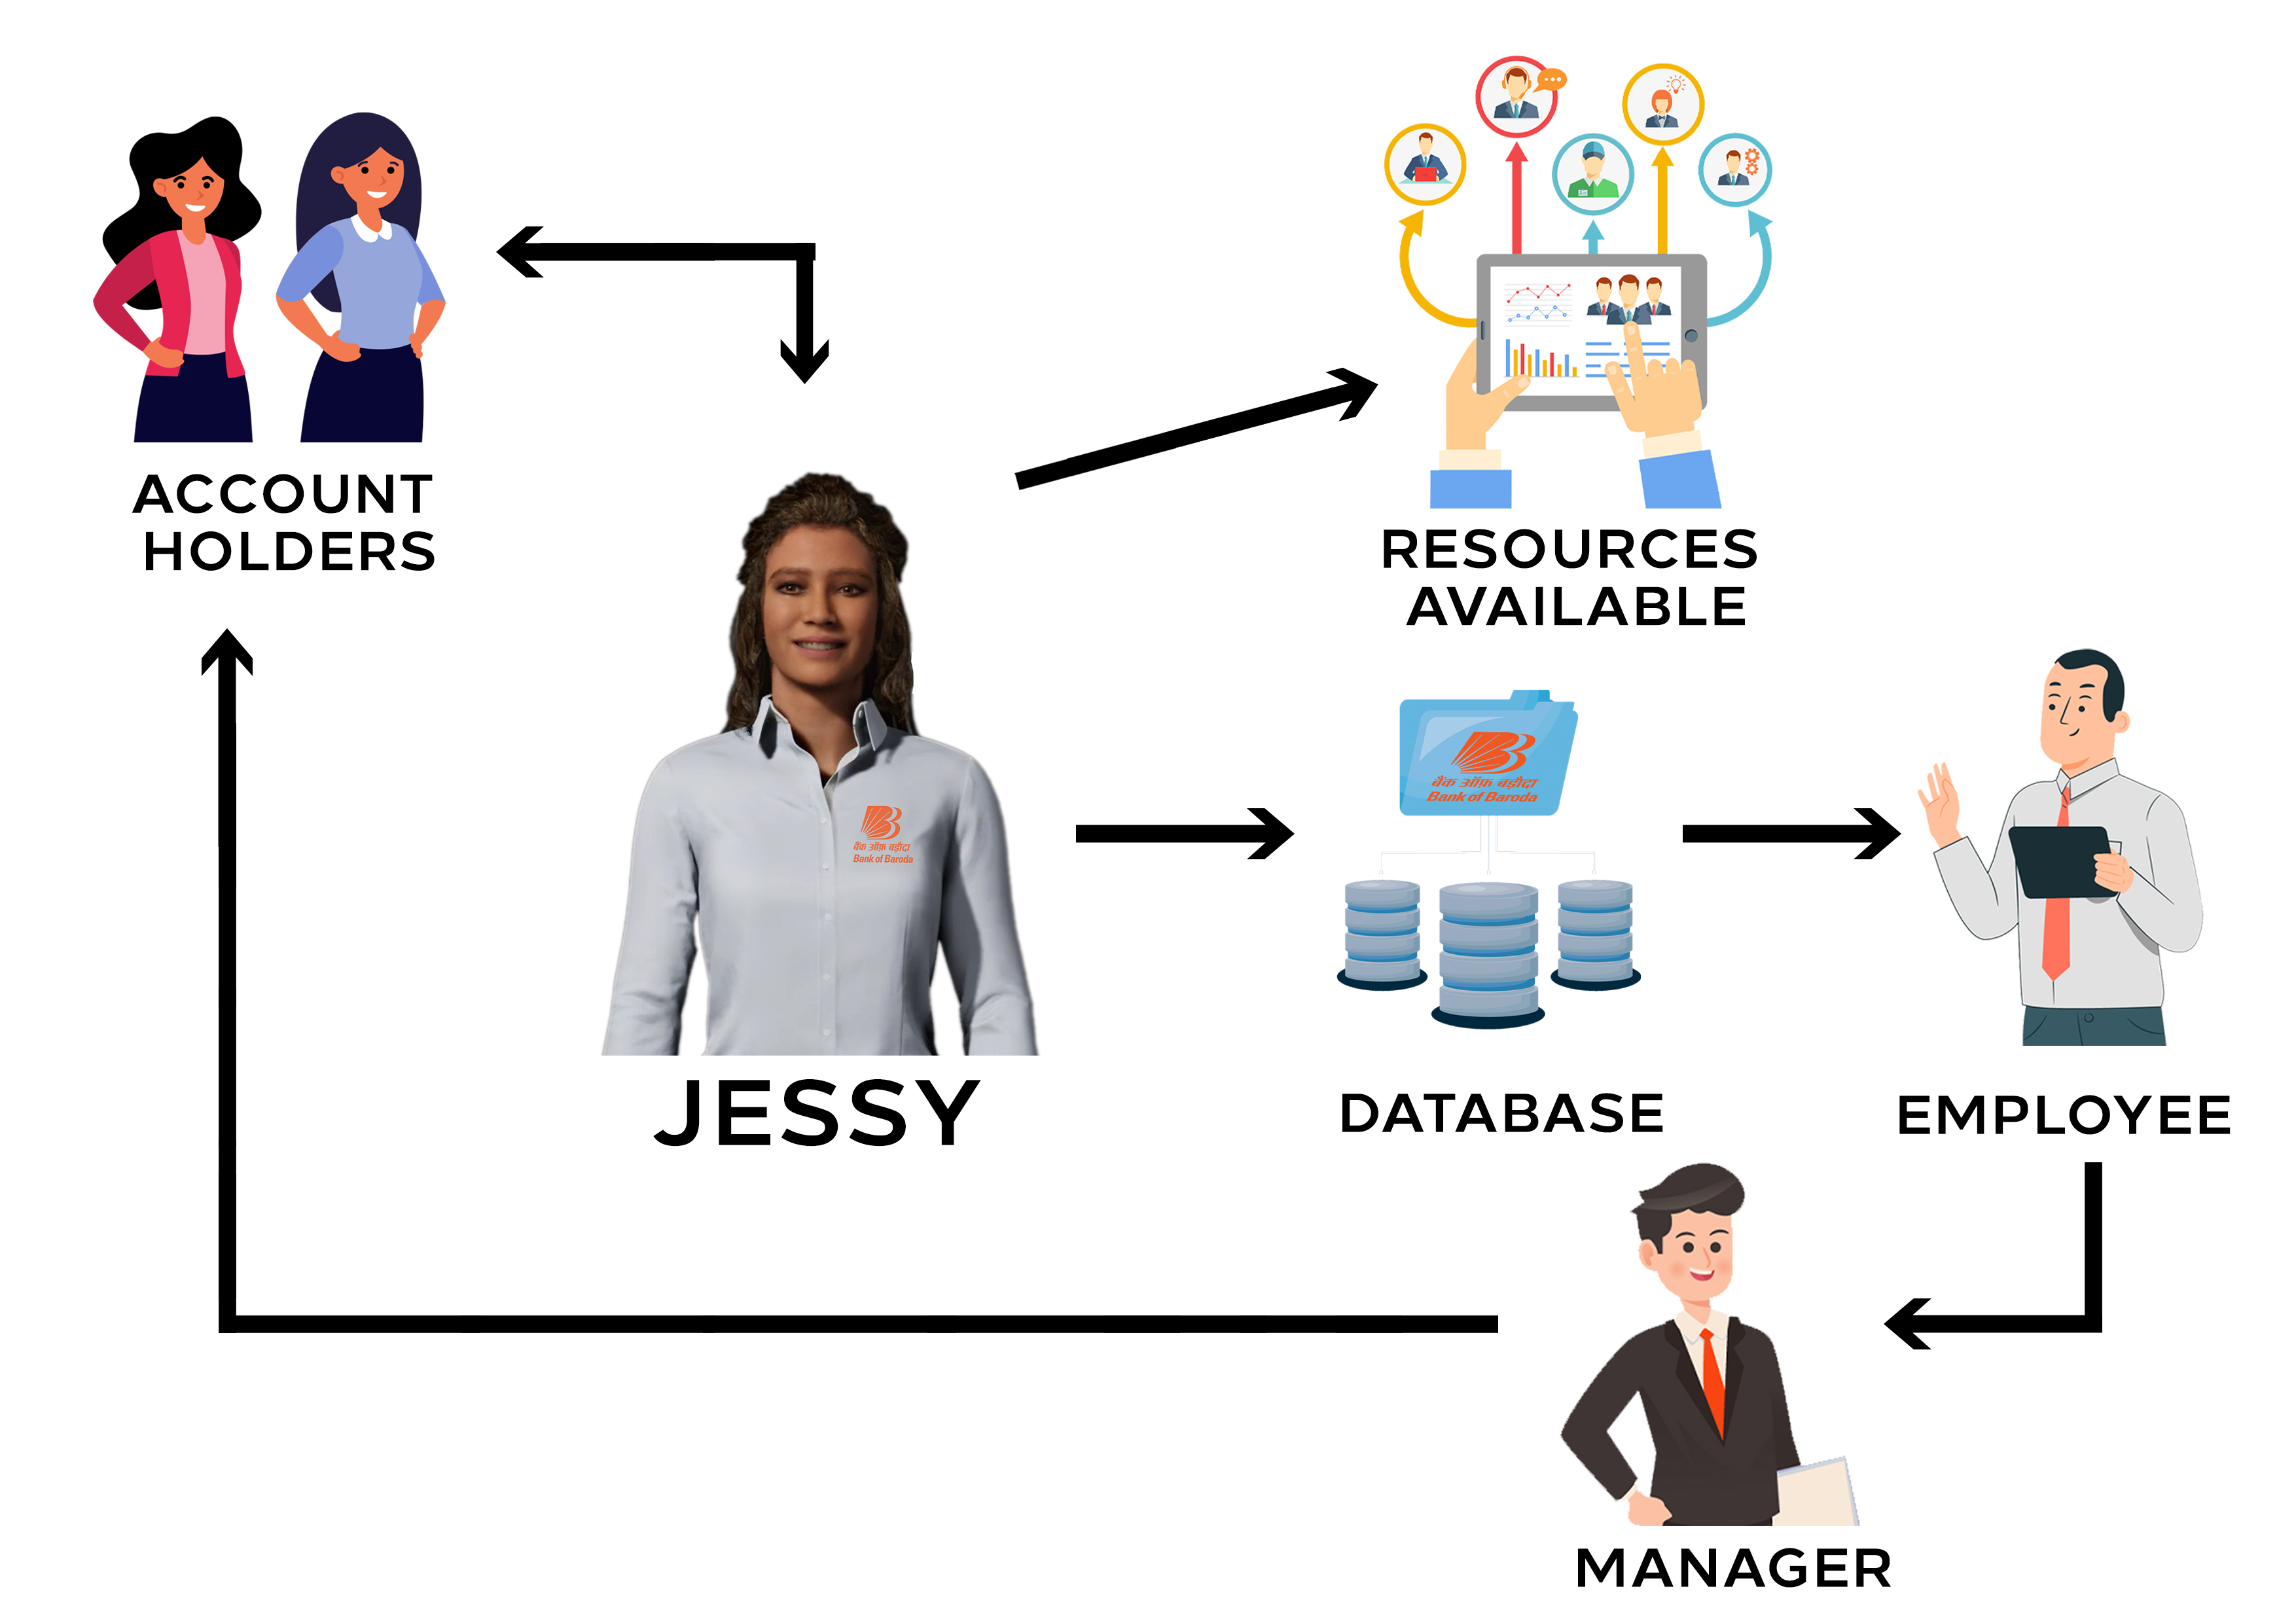 ACCOUNT
HOLDERS
RESOURCES
AVAILABLE
बैंक ऑफ़ बड़ौदा
Bank of Baroda
बैंक ऑफ़ बड़ौदा
Bank of Baroda
JESSY
DATABASE
EMPLOYEE
MANAGER